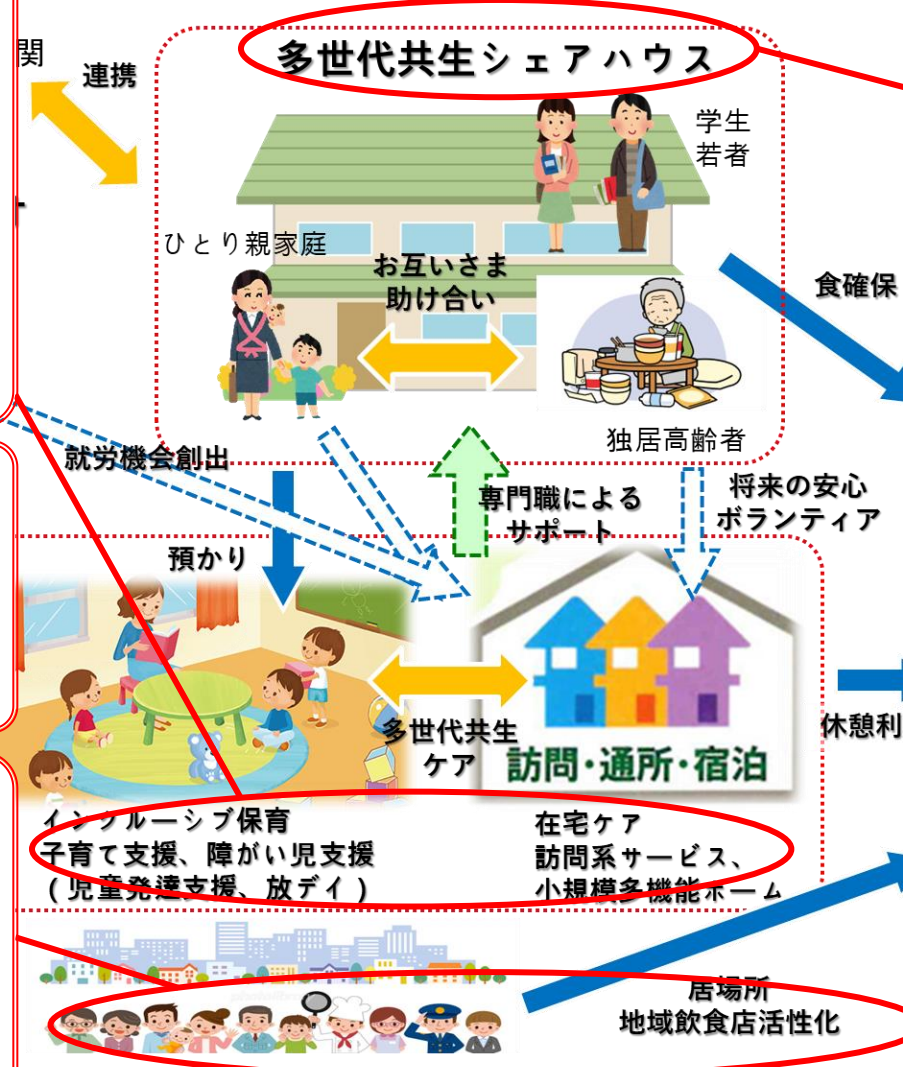 関
連携
多世代共生シェアハウス
学生
若者
ひとり親家庭
お互いさま
助け合い
食確保
独居高齢者
就労機会創出
専門職による
サポート
将来の安心
ボランティア
預かり
多世代共生
ケア
訪問・通所・宿泊
休憩利
インクルーシブ保育
子育て支援、障がい児支援
(児童発達支援、放デイ)
在宅ケア
訪問系サービス、
小規模多機能ホーム
居場所
地域飲食店活性化